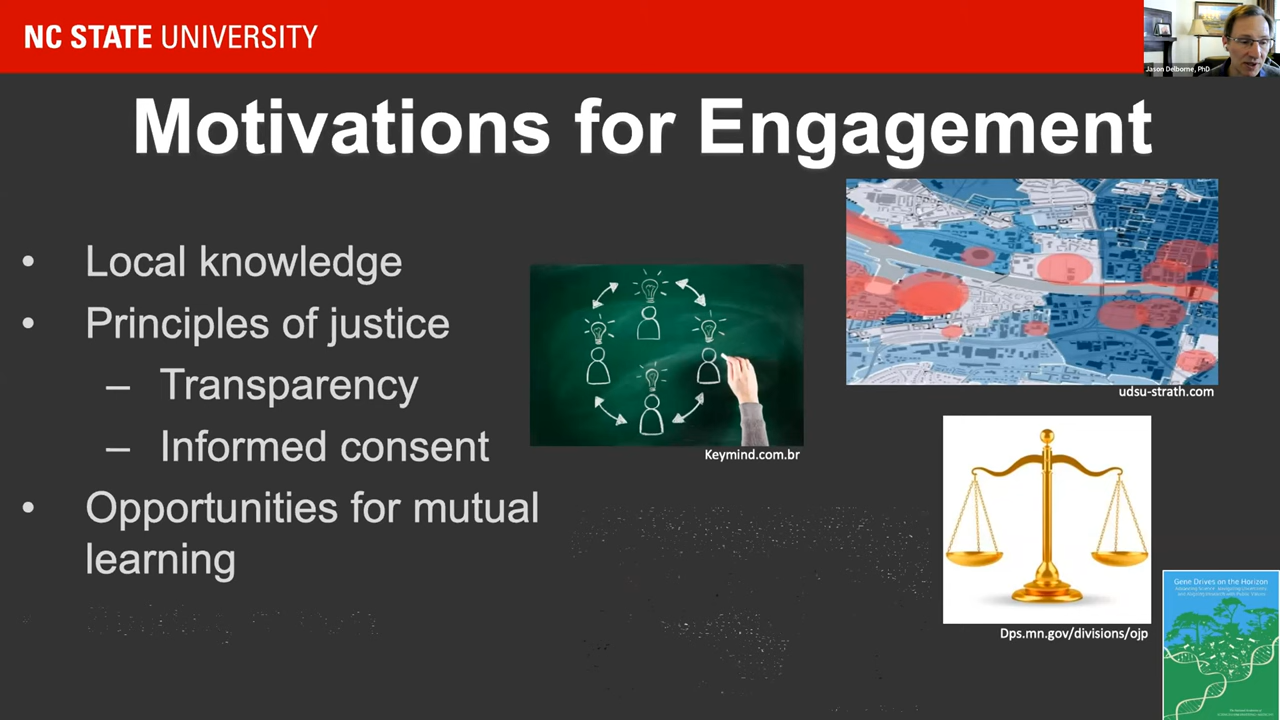 NC STATE UNIVERSITY
Jason Delborne, PhD
Motivations for Engagement
• Local knowledge
• Principles of justice
– Transparency
– Informed consent
• Opportunities for mutual
learning
Keymind.com.br
udsu-strath.com
Dps.mn.gov/divisions/ojp
Gene Drives on the Horizon